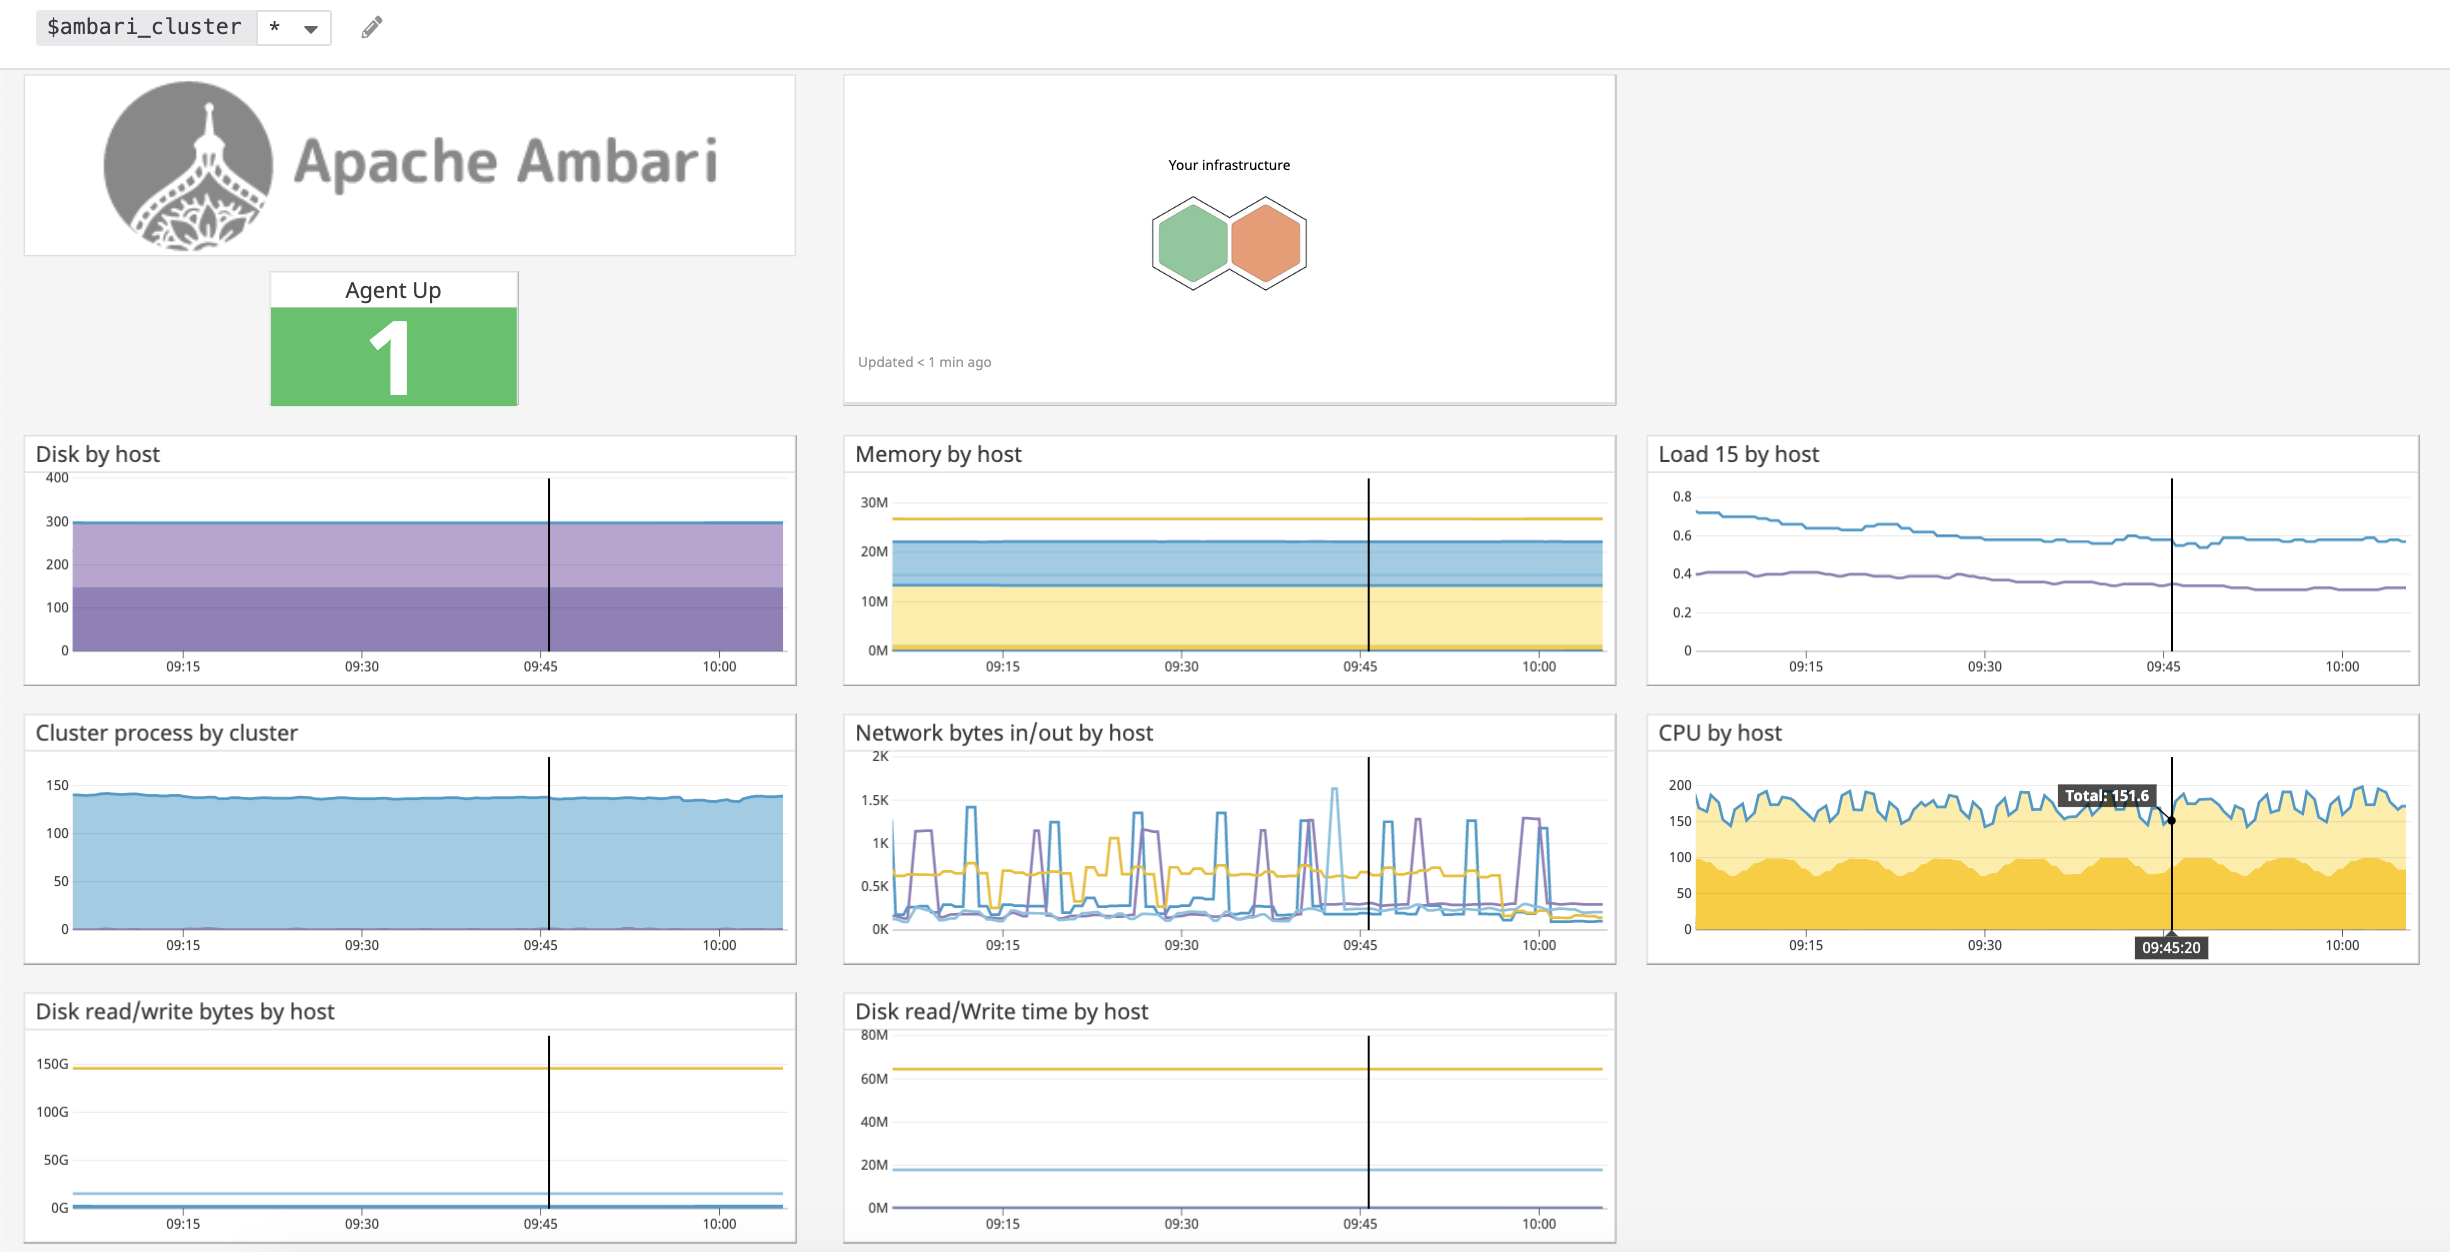 $ambari_cluster * 
Apache Ambari
Your infrastructure
Updated < 1 min ago
Agent Up
1
Disk by host
400
300
200
100
0
09:15 09:30 09:45 10:00
Memory by host
30M
20M
10M
0M
09:15 09:30 09:45 10:00
Load 15 by host
0.8
0.6
0.4
0.2
0
09:15 09:30 09:45 10:00
Cluster process by cluster
150
100
50
0
09:15 09:30 09:45 10:00
Network bytes in/out by host
2K
1.5K
1K
0.5K
0K
09:15 09:30 09:45 10:00
CPU by host
200
Total: 151.6
150
100
50
0
09:15 09:30 09:45:20 10:00
Disk read/write bytes by host
150G
100G
50G
0G
09:15 09:30 09:45 10:00
Disk read/Write time by host
80M
60M
40M
20M
0M
09:15 09:30 09:45 10:00